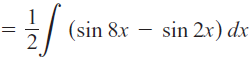 = 1/2 ∫ (sin 8x − sin 2x) dx